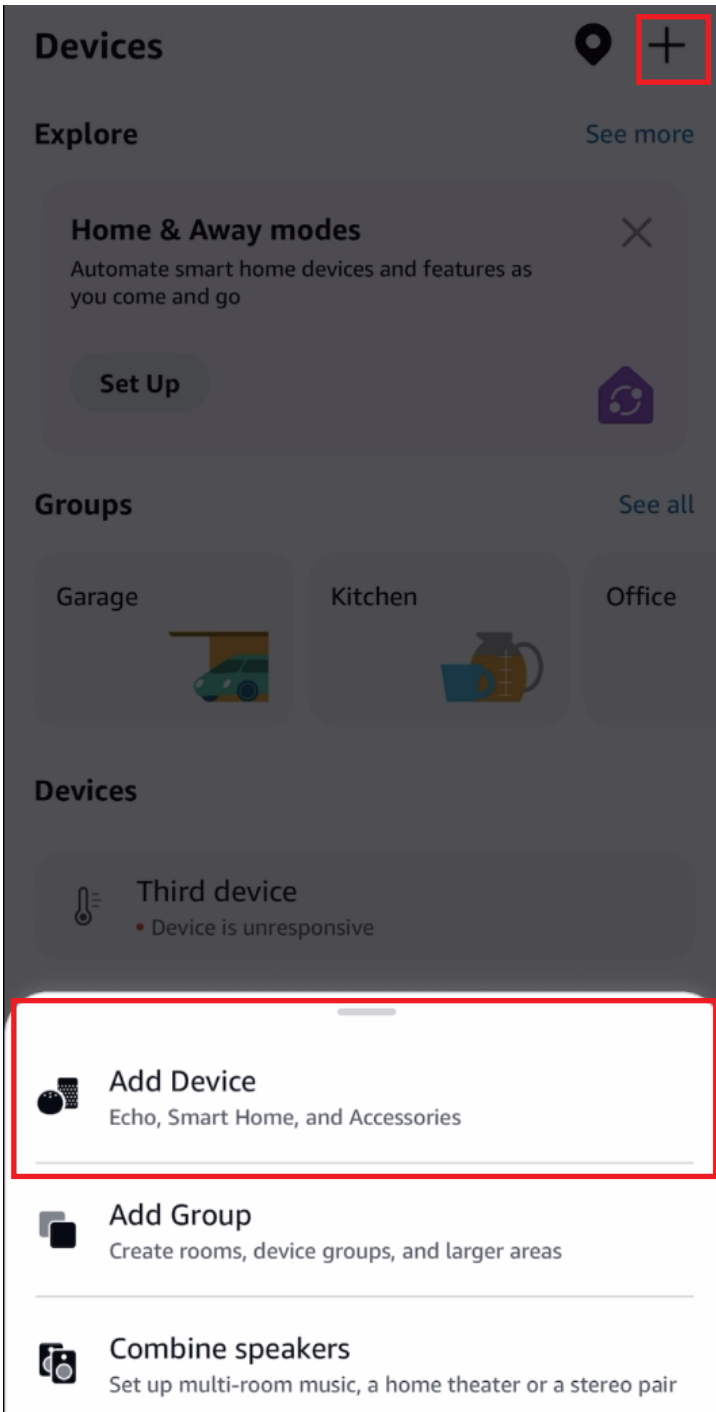 Devices
Explore
See more
Home & Away modes
Automate smart home devices and features as
you come and go
Set Up
Groups
See all
Garage
Kitchen
Office
Devices
Third device
• Device is unresponsive
Add Device
Echo, Smart Home, and Accessories
Add Group
Create rooms, device groups, and larger areas
Combine speakers
Set up multi-room music, a home theater or a stereo pair